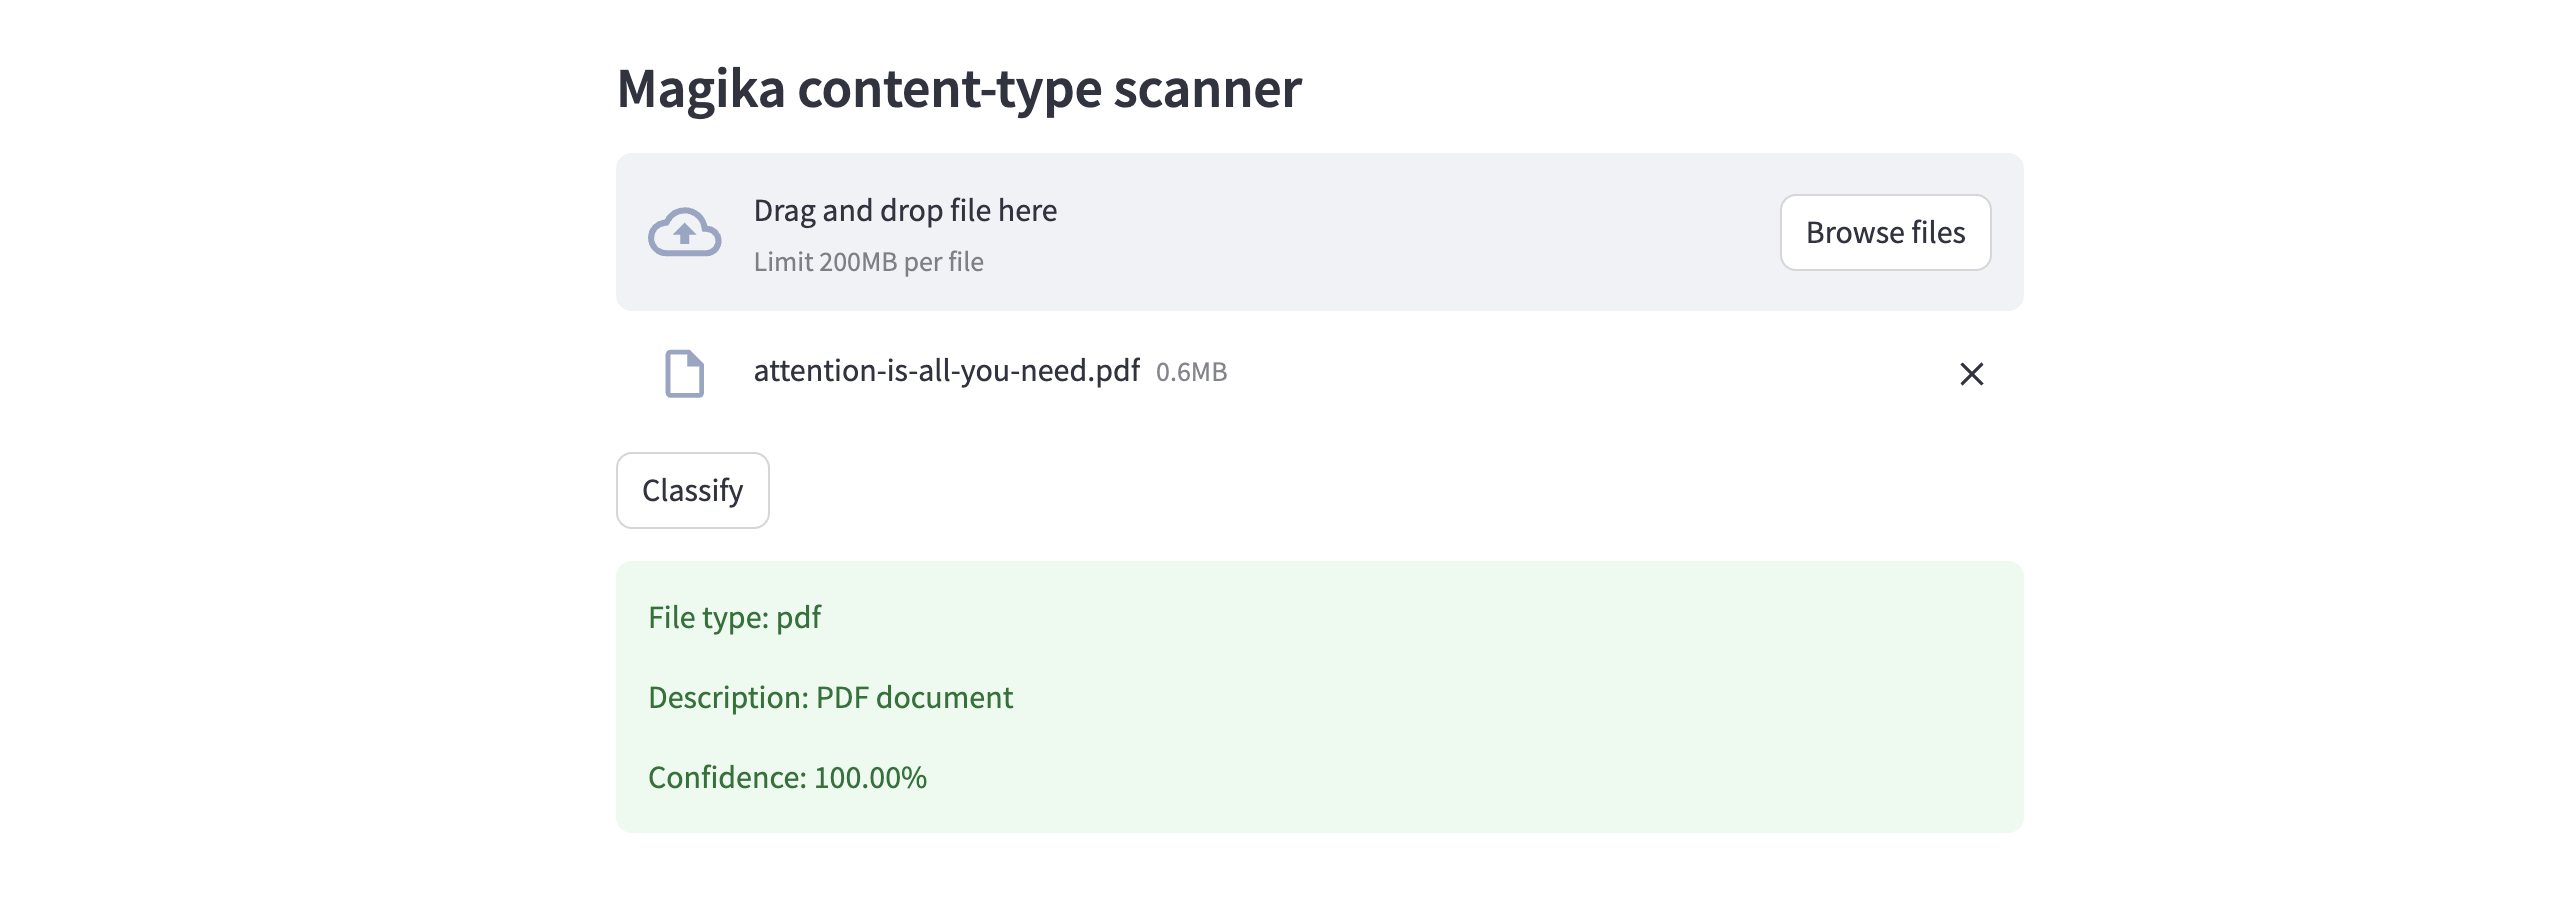 Magika content-type scanner
Drag and drop file here
Limit 200MB per file
Browse files
attention-is-all-you-need.pdf 0.6MB
Classify
File type: pdf
Description: PDF document
Confidence: 100.00%